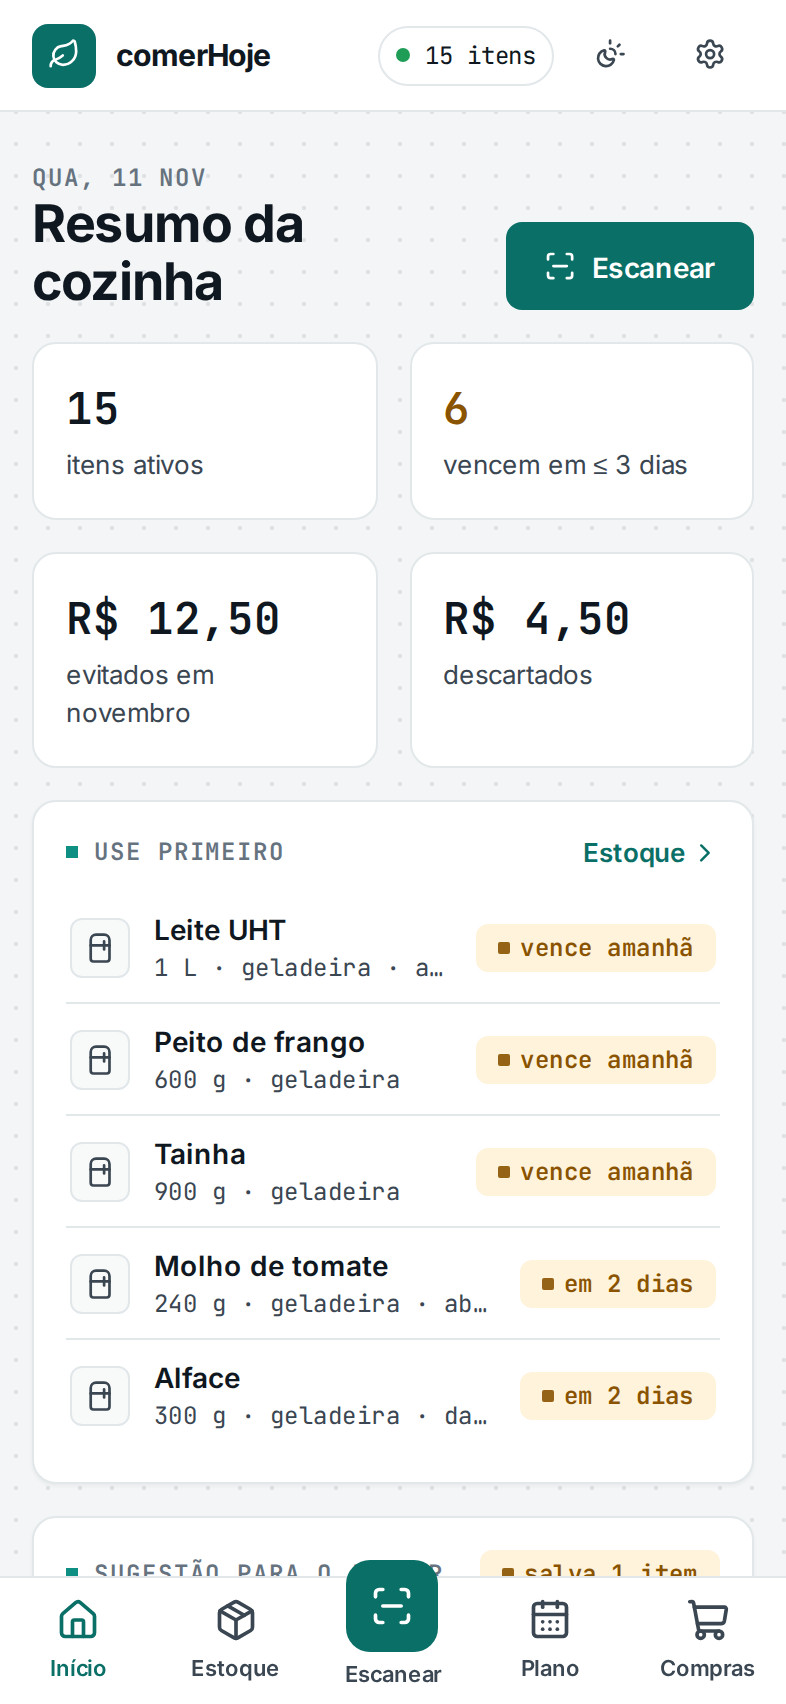 comerHoje
15 itens
QUA, 11 NOV
Resumo da
cozinha
Escanear
15
itens ativos
6
vencem em ≤ 3 dias
R$ 12,50
evitados em
novembro
R$ 4,50
descartados
USE PRIMEIRO
Estoque
Leite UHT
1 L · geladeira · a…
vence amanhã
Peito de frango
600 g · geladeira
vence amanhã
Tainha
900 g · geladeira
vence amanhã
Molho de tomate
240 g · geladeira · ab…
em 2 dias
Alface
300 g · geladeira · da…
em 2 dias
SUGESTÃO PARA O
salva 1 item
Início
Estoque
Escanear
Plano
Compras